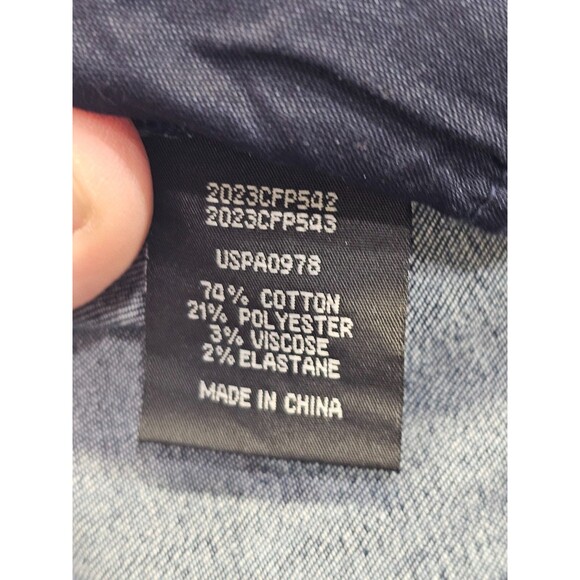 2023CFP542
2023CFP543
USPA0978
74% COTTON
21% POLYESTER
3% VISCOSE
2% ELASTANE
MADE IN CHINA